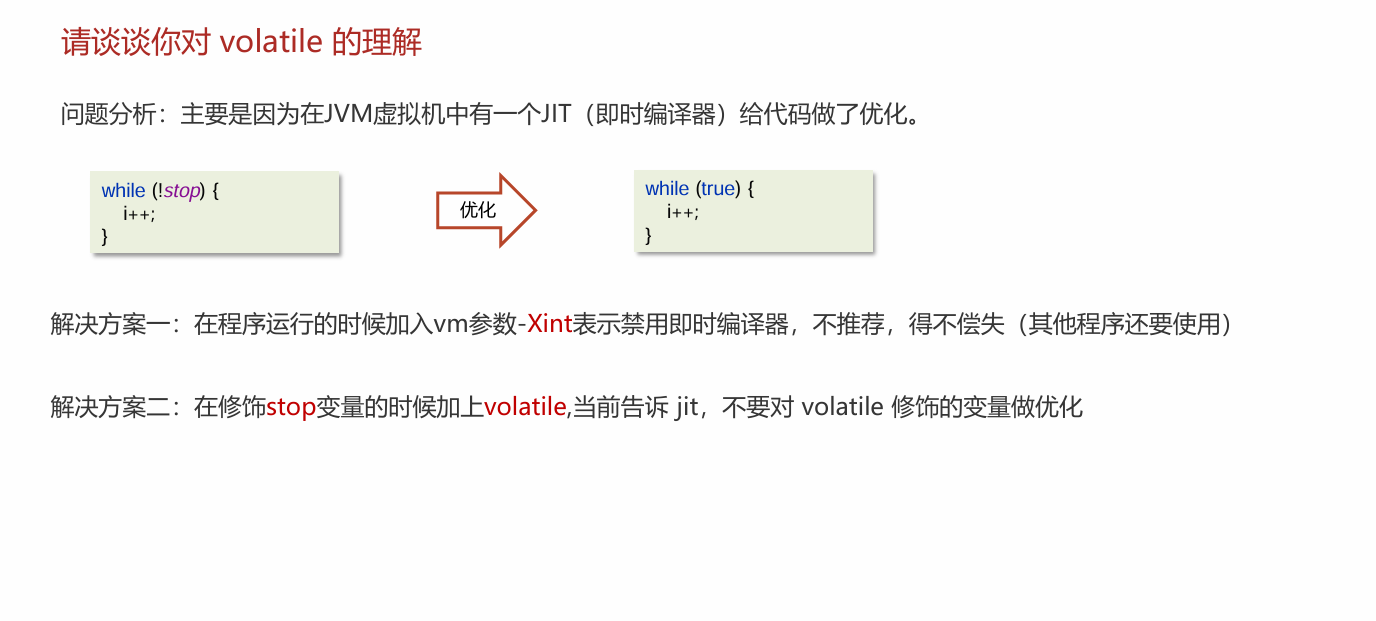 请谈谈你对 volatile 的理解
问题分析：主要是因为在JVM虚拟机中有一个JIT（即时编译器）给代码做了优化。
while (!stop) {
i++;
}
优化
while (true) {
i++;
}
解决方案一：在程序运行的时候加入vm参数-Xint表示禁用即时编译器，不推荐，得不偿失（其他程序还要使用）
解决方案二：在修饰stop变量的时候加上volatile,当前告诉 jit，不要对 volatile 修饰的变量做优化